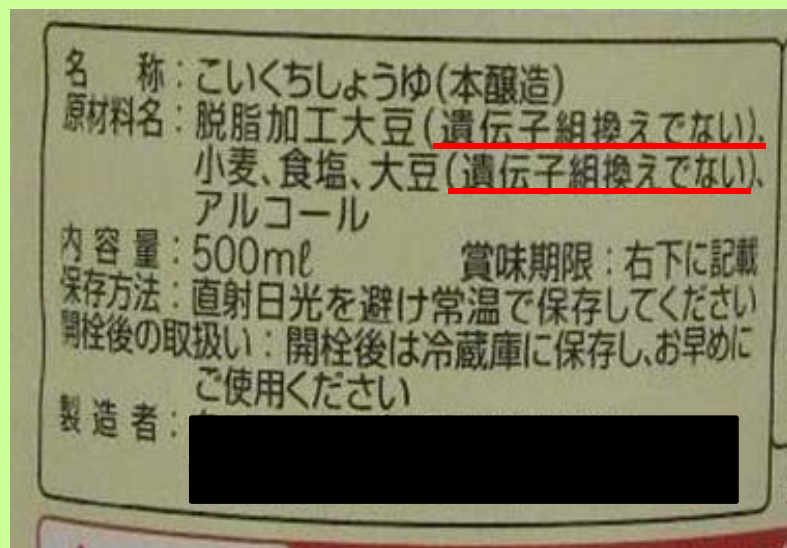 名称：こいくちしょうゆ(本醸造)
原材料名：脱脂加工大豆(遺伝子組換えでない)、
小麦、食塩、大豆(遺伝子組換えでない)、
アルコール
内容量：500mℓ 賞味期限：右下に記載
保存方法：直射日光を避け常温で保存してください
開栓後の取扱い：開栓後は冷蔵庫に保存し、お早めに
ご使用ください
製造者：